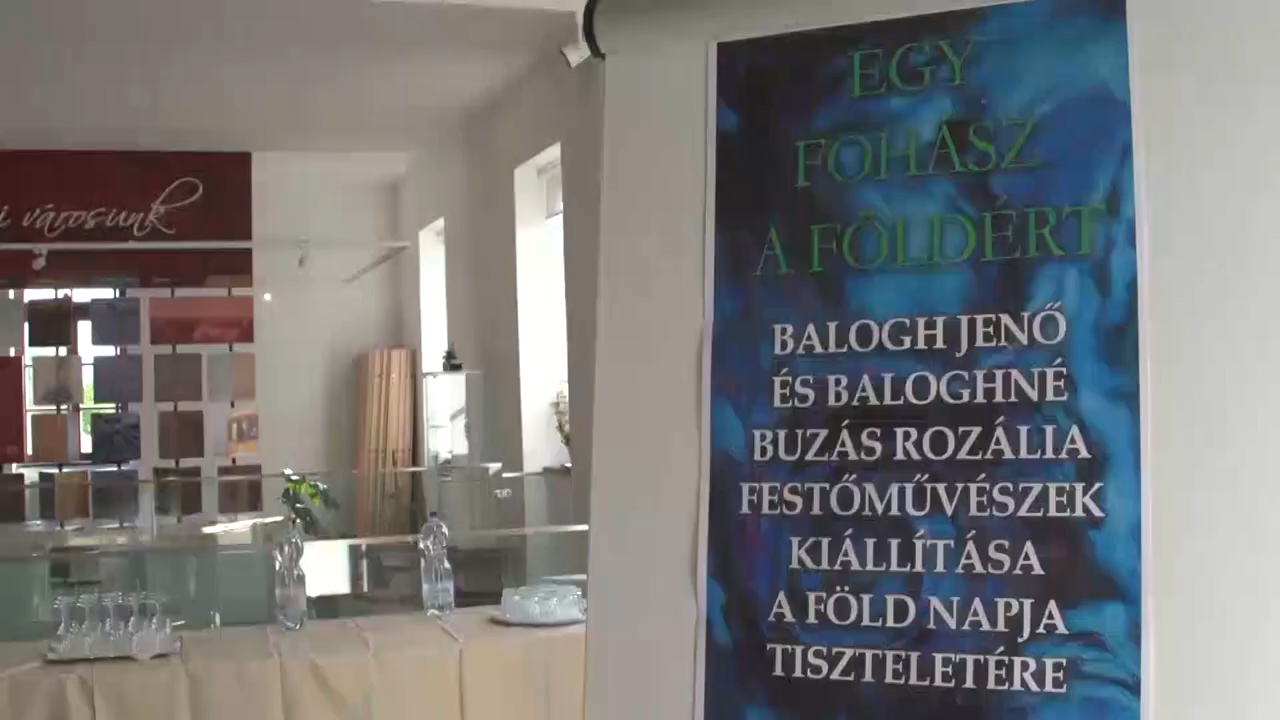 i városunk
EGY
FOHÁSZ
A FÖLDÉRT
BALOGH JENŐ
ÉS BALOGHNÉ
BUZÁS ROZÁLIA
FESTŐMŰVÉSZEK
KIÁLLÍTÁSA
A FÖLD NAPJA
TISZTELETÉRE